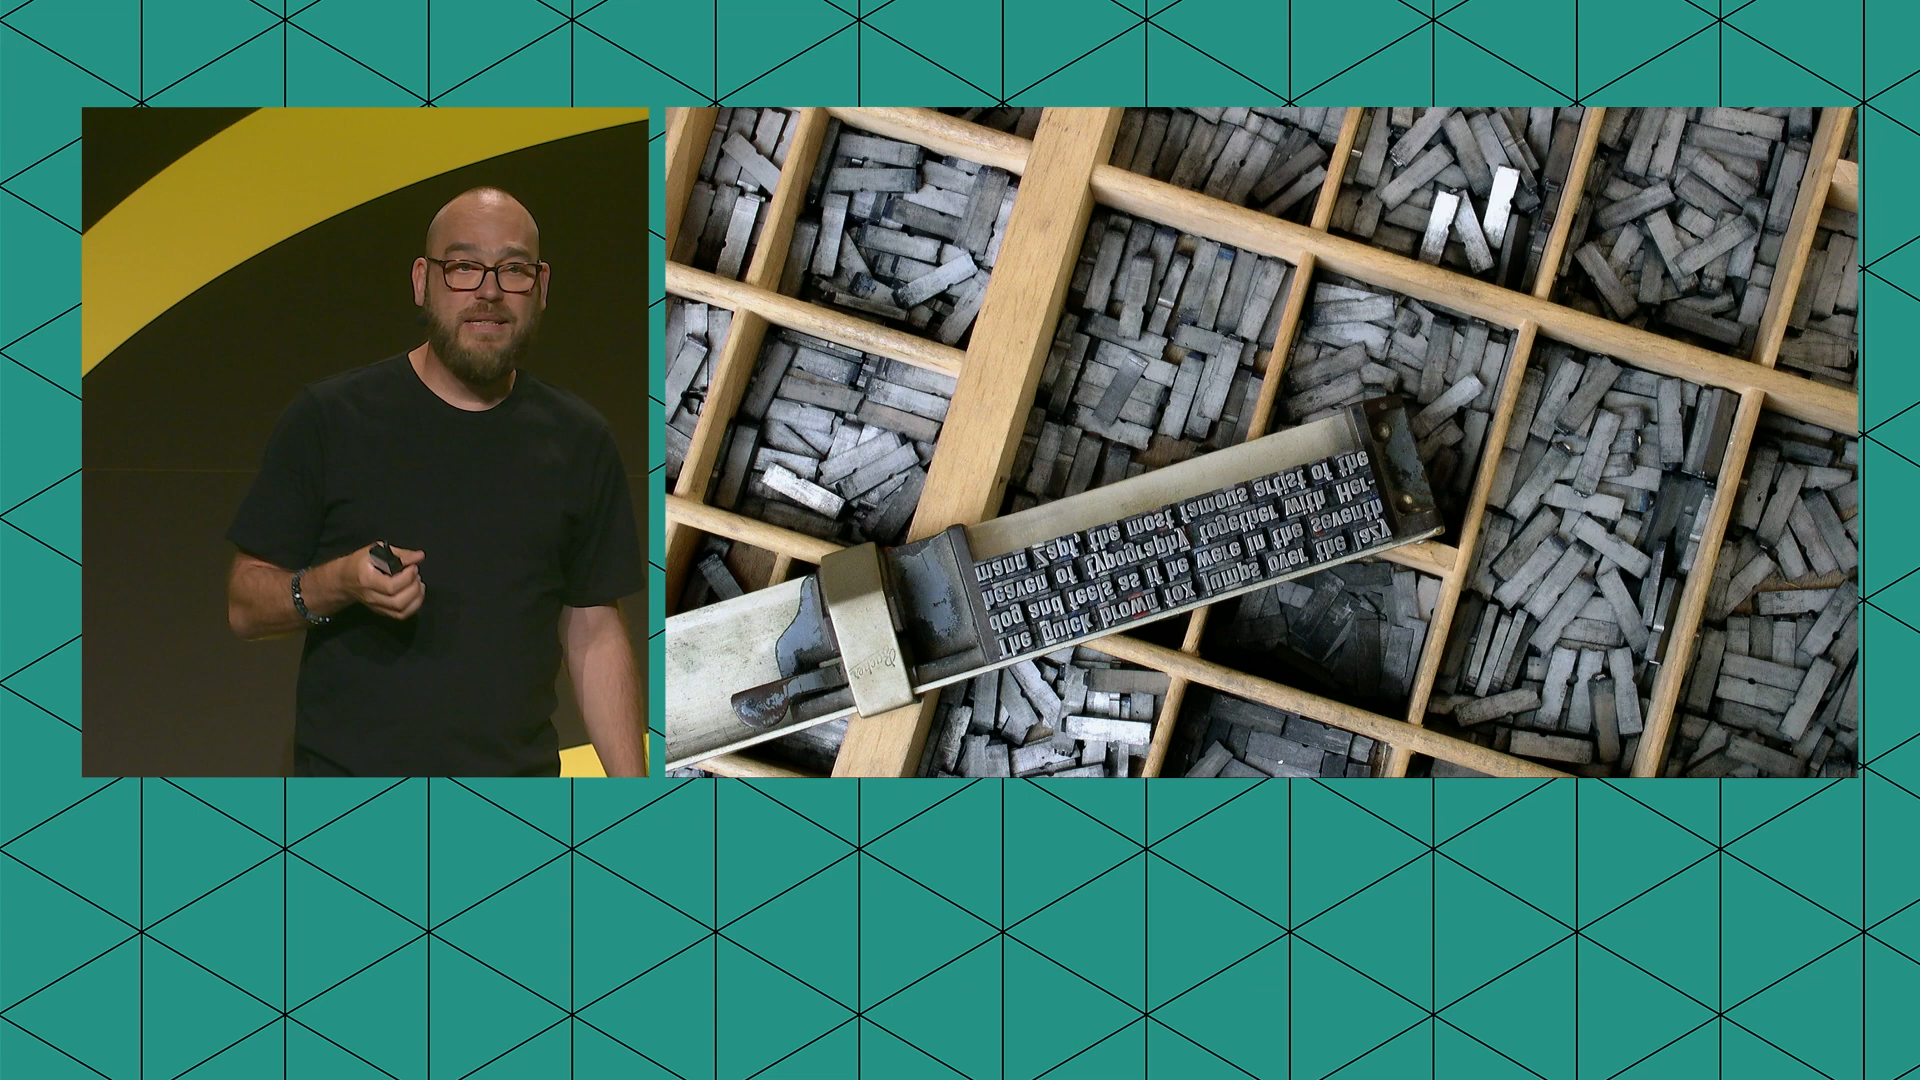 The quick brown fox jumps over the lazy
dog and feels as if he were in the seventh
heaven of typography together with Her-
mann Zapf, the most famous artist of the